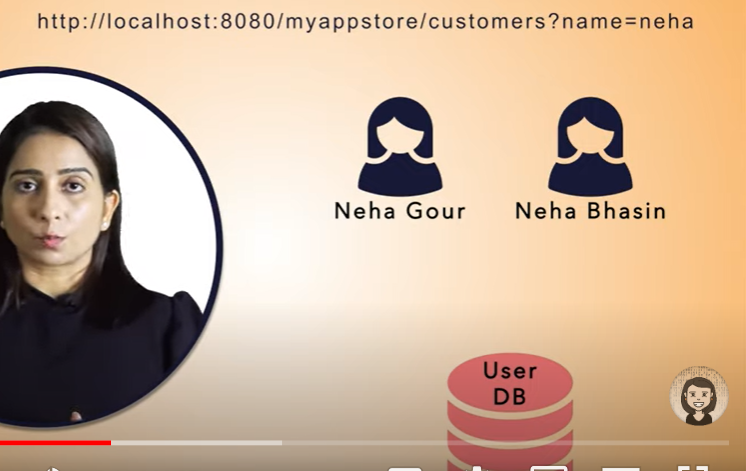 http://localhost:8080/myappstore/customers?name=neha
Neha Gour
Neha Bhasin
User
DB